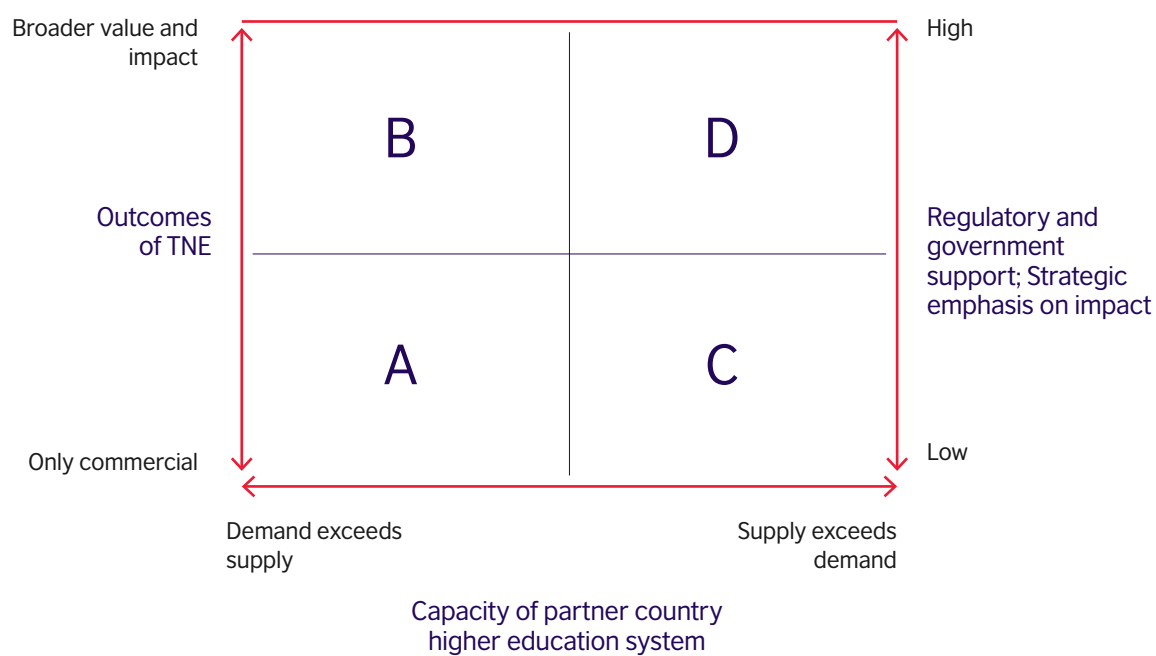 Broader value and
impact
High
B
D
Outcomes
of TNE
Regulatory and
government
support; Strategic
emphasis on impact
A
C
Only commercial
Low
Demand exceeds
supply
Supply exceeds
demand
Capacity of partner country
higher education system